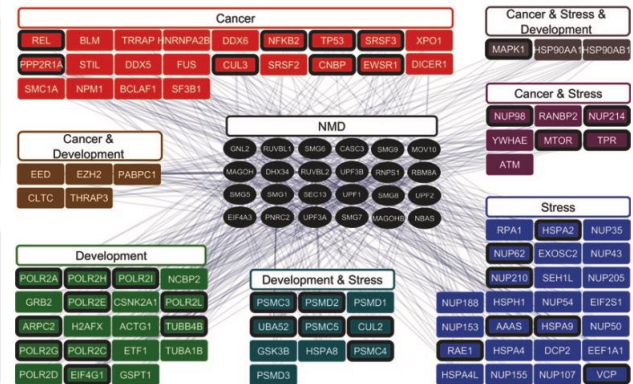 Cancer
REL BLM TRRAP HNRNPA2B DDX6 NFKB2 TP53 SRSF3 XPO1
PPP2R1A STIL DDX5 FUS CUL3 SRSF2 CNBP EWSR1 DICER1
SMC1A NPM1 BCLAF1 SF3B1
Cancer & Stress &
Development
MAPK1 HSP90AA1 HSP90AB1
Cancer & Stress
NUP98 RANBP2 NUP214
YWHAE MTOR TPR
ATM
Cancer &
Development
EED EZH2 PABPC1
CLTC THRAP3
NMD
GNL2 RUVBL1 SMG6 CASC3 SMG9 MOV10
MAGOH DHX34 RUVBL2 UPF3B RNPS1 RBM8A
SMG5 SMG1 SEC13 UPF1 SMG8 UPF2
EIF4A3 PNRC2 UPF3A SMG7 MAGOHB NBAS
Development
POLR2A POLR2H POLR2I NCBP2
GRB2 POLR2E CSNK2A1 POLR2L
ARPC2 H2AFX ACTG1 TUBB4B
POLR2G POLR2C ETF1 TUBA1B
POLR2D EIF4G1 GSPT1
Development & Stress
PSMC3 PSMD2 PSMD1
UBA52 PSMC5 CUL2
GSK3B HSPA8 PSMC4
PSMD3
Stress
RPA1 HSPA2 NUP35
NUP62 EXOSC2 NUP43
NUP210 SEH1L NUP205
NUP188 HSPH1 NUP54 EIF2S1
NUP153 AAAS HSPA9 NUP50
RAE1 HSPA4 DCP2 EEF1A1
HSPA4L NUP155 NUP107 VCP